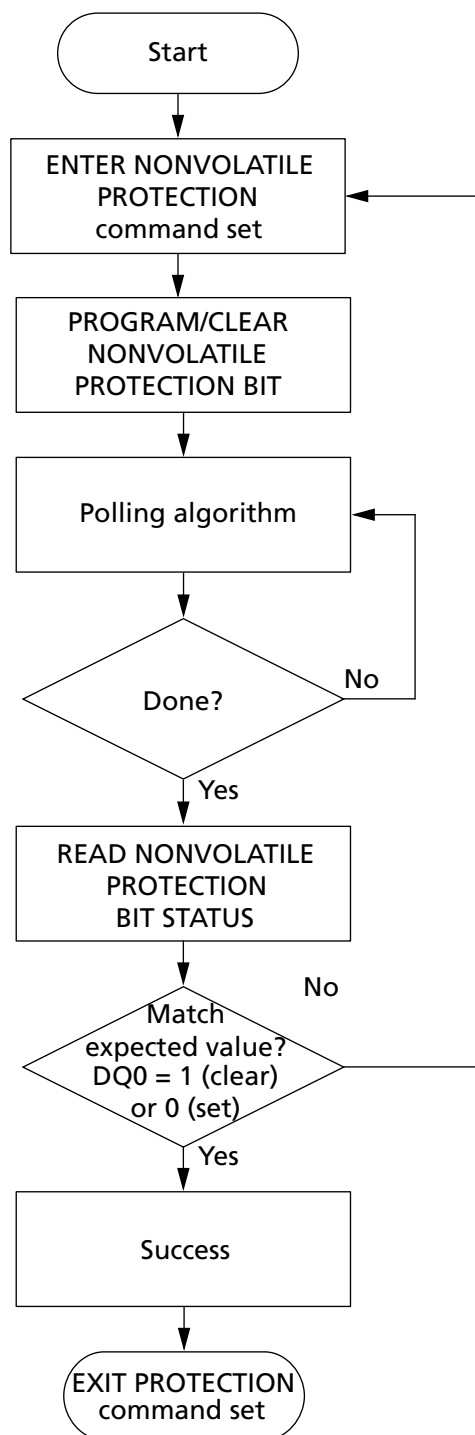 Start
ENTER NONVOLATILE
PROTECTION
command set
PROGRAM/CLEAR
NONVOLATILE
PROTECTION BIT
Polling algorithm
No
Done?
Yes
READ NONVOLATILE
PROTECTION
BIT STATUS
No
Match
expected value?
DQ0 = 1 (clear)
or 0 (set)
Yes
Success
EXIT PROTECTION
command set